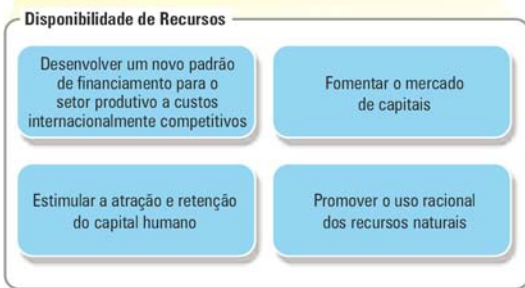 Disponibilidade de Recursos
Desenvolver um novo padrão
de financiamento para o
setor produtivo a custos
internacionalmente competitivos
Fomentar o mercado
de capitais
Estimular a atração e retenção
do capital humano
Promover o uso racional
dos recursos naturais